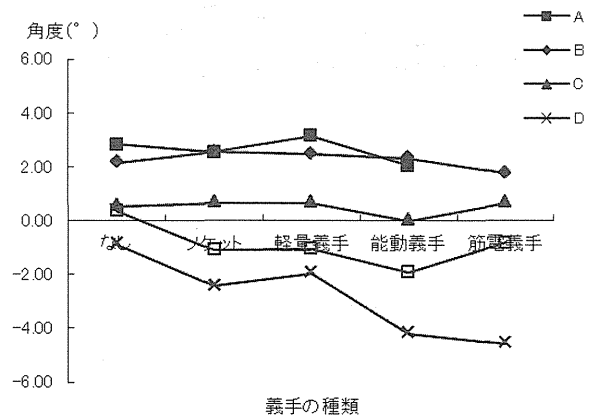 角度(°)
A
B
C
D
6.00
4.00
2.00
0.00
-2.00
-4.00
-6.00
なし ソケット 軽量義手 能動義手 筋電義手
義手の種類